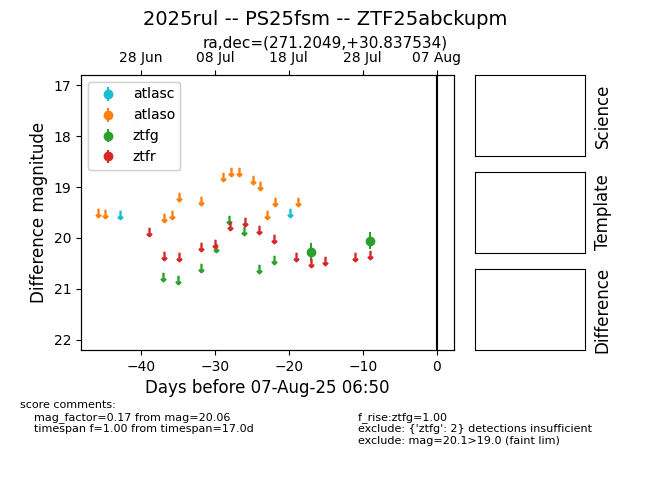 2025rul -- PS25fsm -- ZTF25abckupm
ra,dec=(271.2049,+30.837534)
28 Jun 08 Jul 18 Jul 28 Jul 07 Aug
17
18
19
20
21
22
Difference magnitude
atlasc
atlaso
ztfg
ztfr
−40 −30 −20 −10 0
Days before 07-Aug-25 06:50
Science
Template
Difference
score comments:
mag_factor=0.17 from mag=20.06
timespan f=1.00 from timespan=17.0d
f_rise:ztfg=1.00
exclude: {'ztfg': 2} detections insufficient
exclude: mag=20.1>19.0 (faint lim)